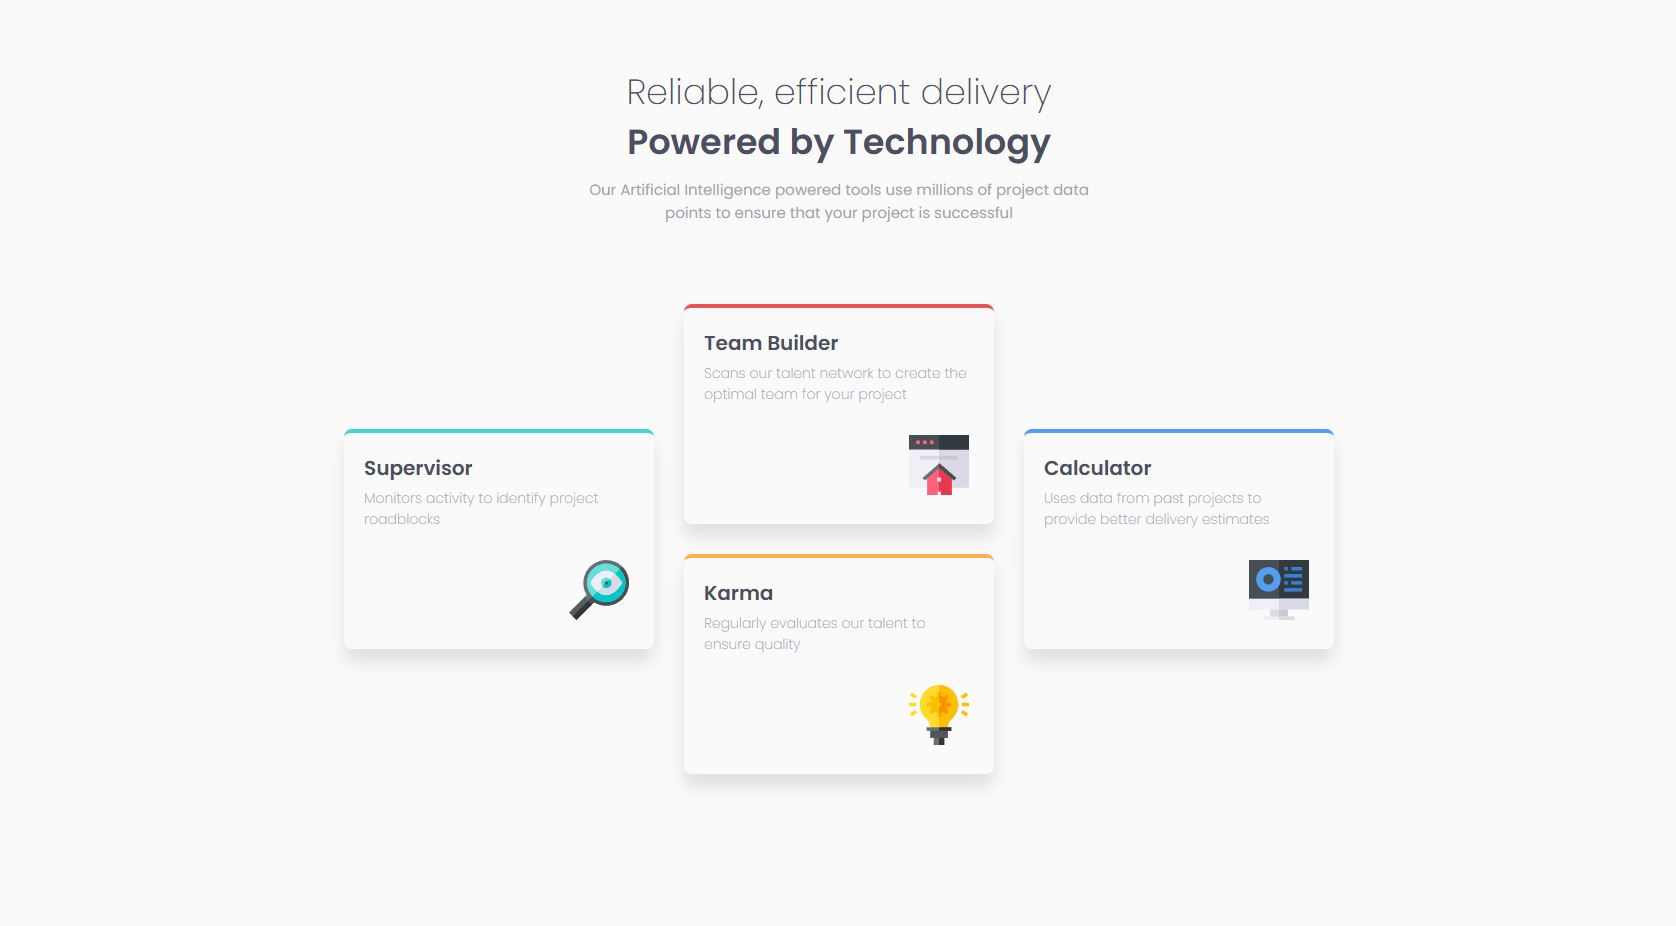 Reliable, efficient delivery
Powered by Technology
Our Artificial Intelligence powered tools use millions of project data
points to ensure that your project is successful
Supervisor
Monitors activity to identify project
roadblocks
Team Builder
Scans our talent network to create the
optimal team for your project
Karma
Regularly evaluates our talent to
ensure quality
Calculator
Uses data from past projects to
provide better delivery estimates